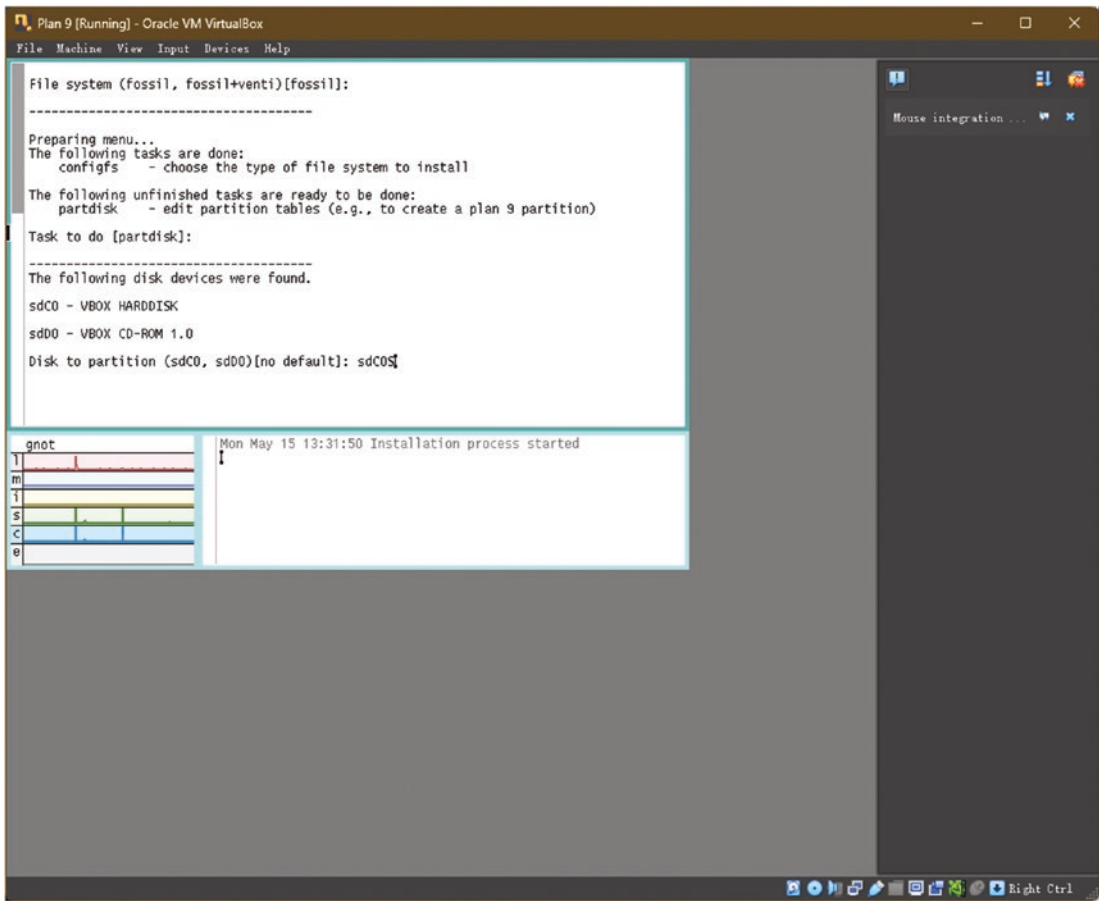 Plan 9 [Running] - Oracle VM VirtualBox
File Machine View Input Devices Help
File system (fossil, fossil+venti)[fossil]:
--------------------------------------
Preparing menu...
The following tasks are done:
configfs - choose the type of file system to install
The following unfinished tasks are ready to be done:
partdisk - edit partition tables (e.g., to create a plan 9 partition)
Task to do [partdisk]:
--------------------------------------
The following disk devices were found.
sdC0 - VBOX HARDDISK
sdD0 - VBOX CD-ROM 1.0
Disk to partition (sdC0, sdD0)[no default]: sdC0S
Mouse integration ...
gnot
l
m
i
s
c
e
Mon May 15 13:31:50 Installation process started
Right Ctrl